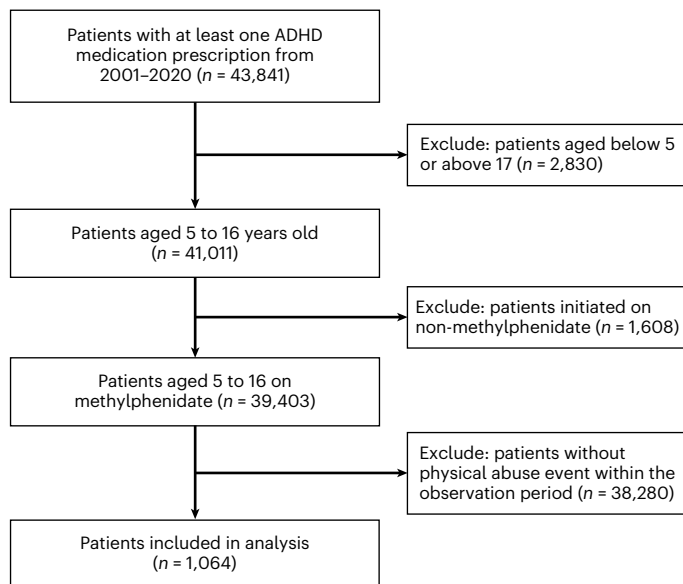 Patients with at least one ADHD
medication prescription from
2001–2020 (n = 43,841)
Exclude: patients aged below 5
or above 17 (n = 2,830)
Patients aged 5 to 16 years old
(n = 41,011)
Exclude: patients initiated on
non-methylphenidate (n = 1,608)
Patients aged 5 to 16 on
methylphenidate (n = 39,403)
Exclude: patients without
physical abuse event within the
observation period (n = 38,280)
Patients included in analysis
(n = 1,064)